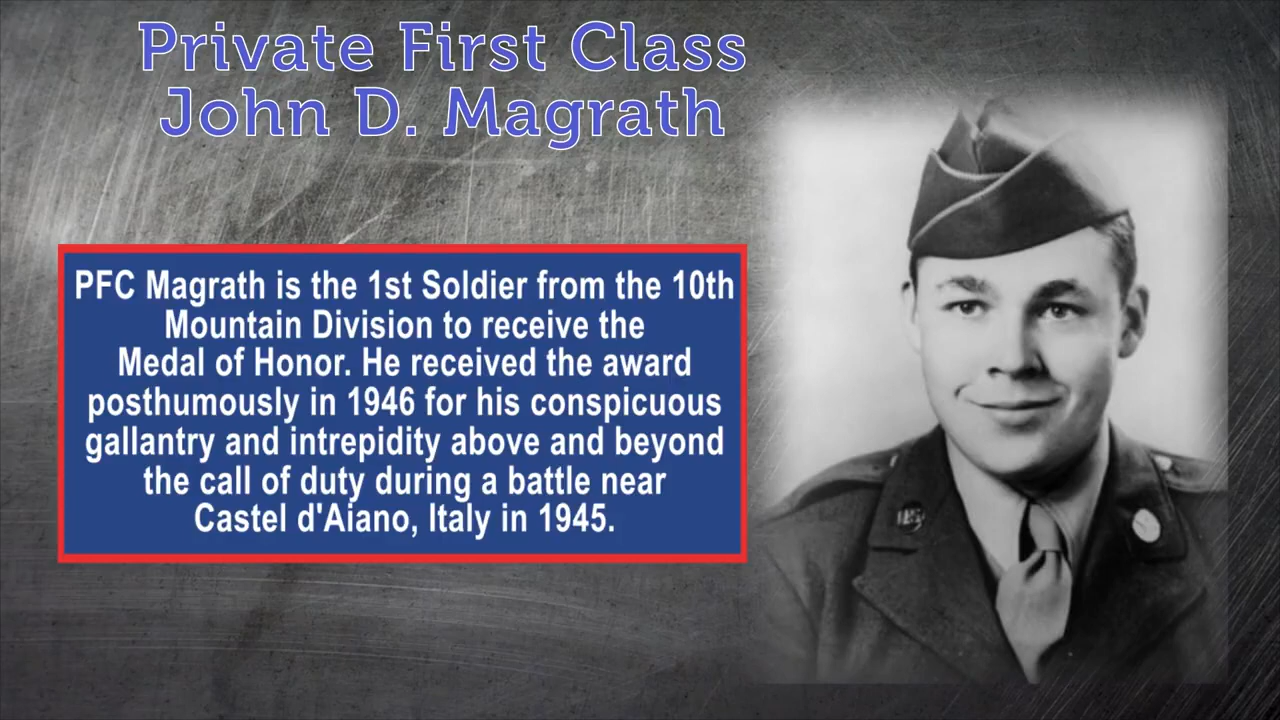 Private First Class
John D. Magrath
PFC Magrath is the 1st Soldier from the 10th
Mountain Division to receive the
Medal of Honor. He received the award
posthumously in 1946 for his conspicuous
gallantry and intrepidity above and beyond
the call of duty during a battle near
Castel d'Aiano, Italy in 1945.